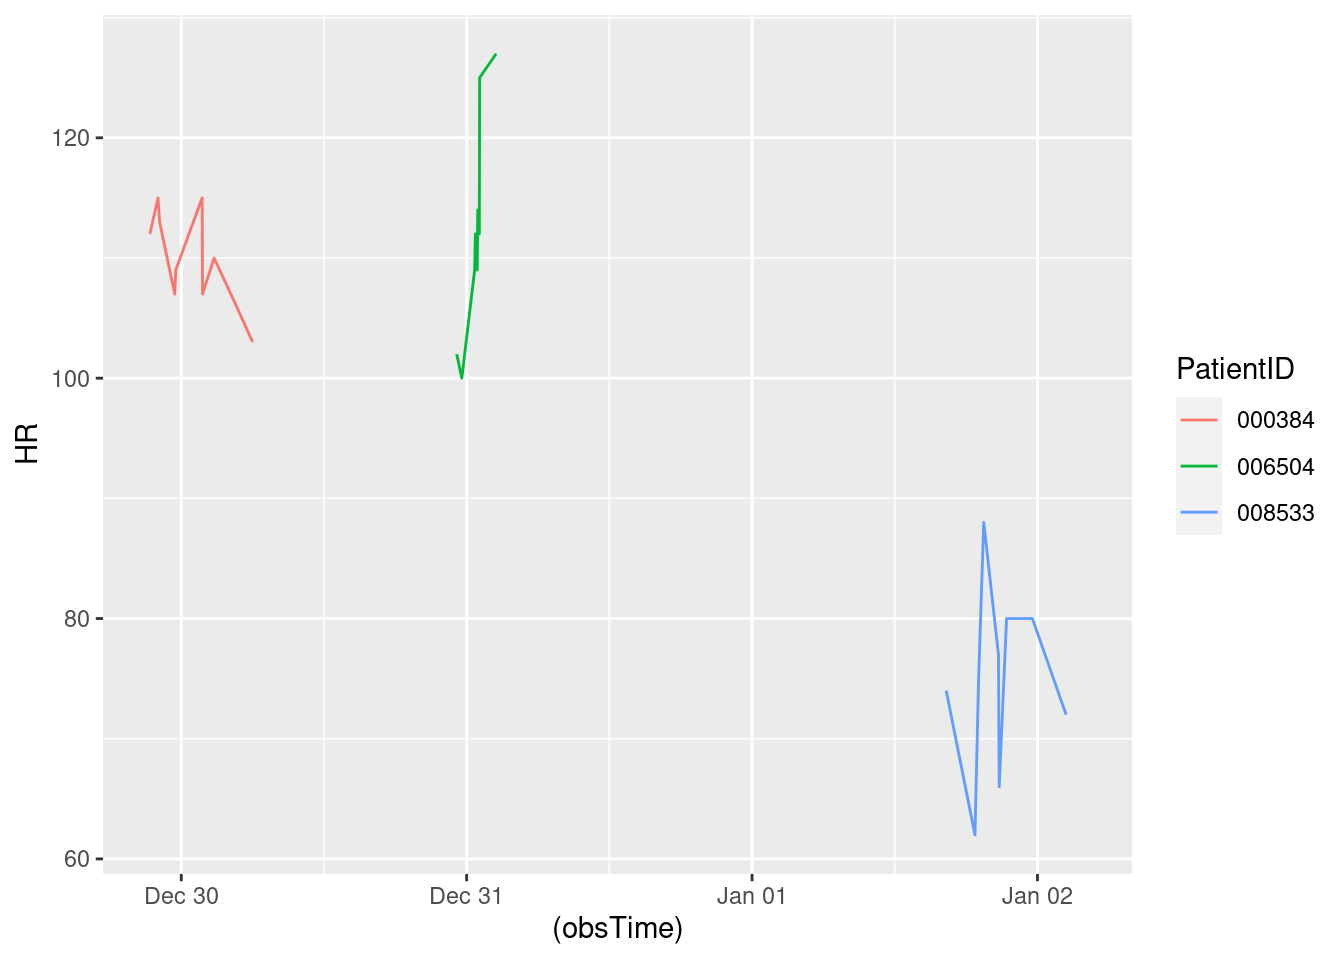 120
100
80
60
HR
Dec 30
Dec 31
Jan 01
Jan 02
(obsTime)
PatientID
000384
006504
008533